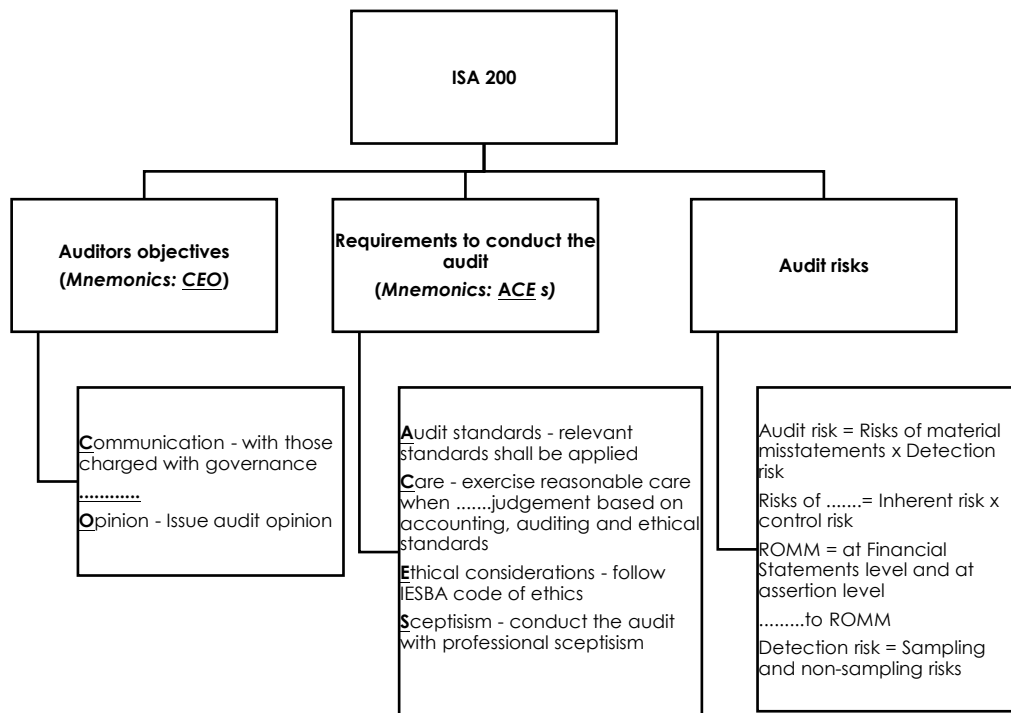 ISA 200
Auditors objectives
(Mnemonics: CEO)
Requirements to conduct the
audit
(Mnemonics: ACE s)
Audit risks
Communication - with those
charged with governance
............
Opinion - Issue audit opinion
Audit standards - relevant
standards shall be applied
Care - exercise reasonable care
when .......judgement based on
accounting, auditing and ethical
standards
Ethical considerations - follow
IESBA code of ethics
Sceptisism - conduct the audit
with professional sceptisism
Audit risk = Risks of material
misstatements x Detection
risk
Risks of .......= Inherent risk x
control risk
ROMM = at Financial
Statements level and at
assertion level
.........to ROMM
Detection risk = Sampling
and non-sampling risks